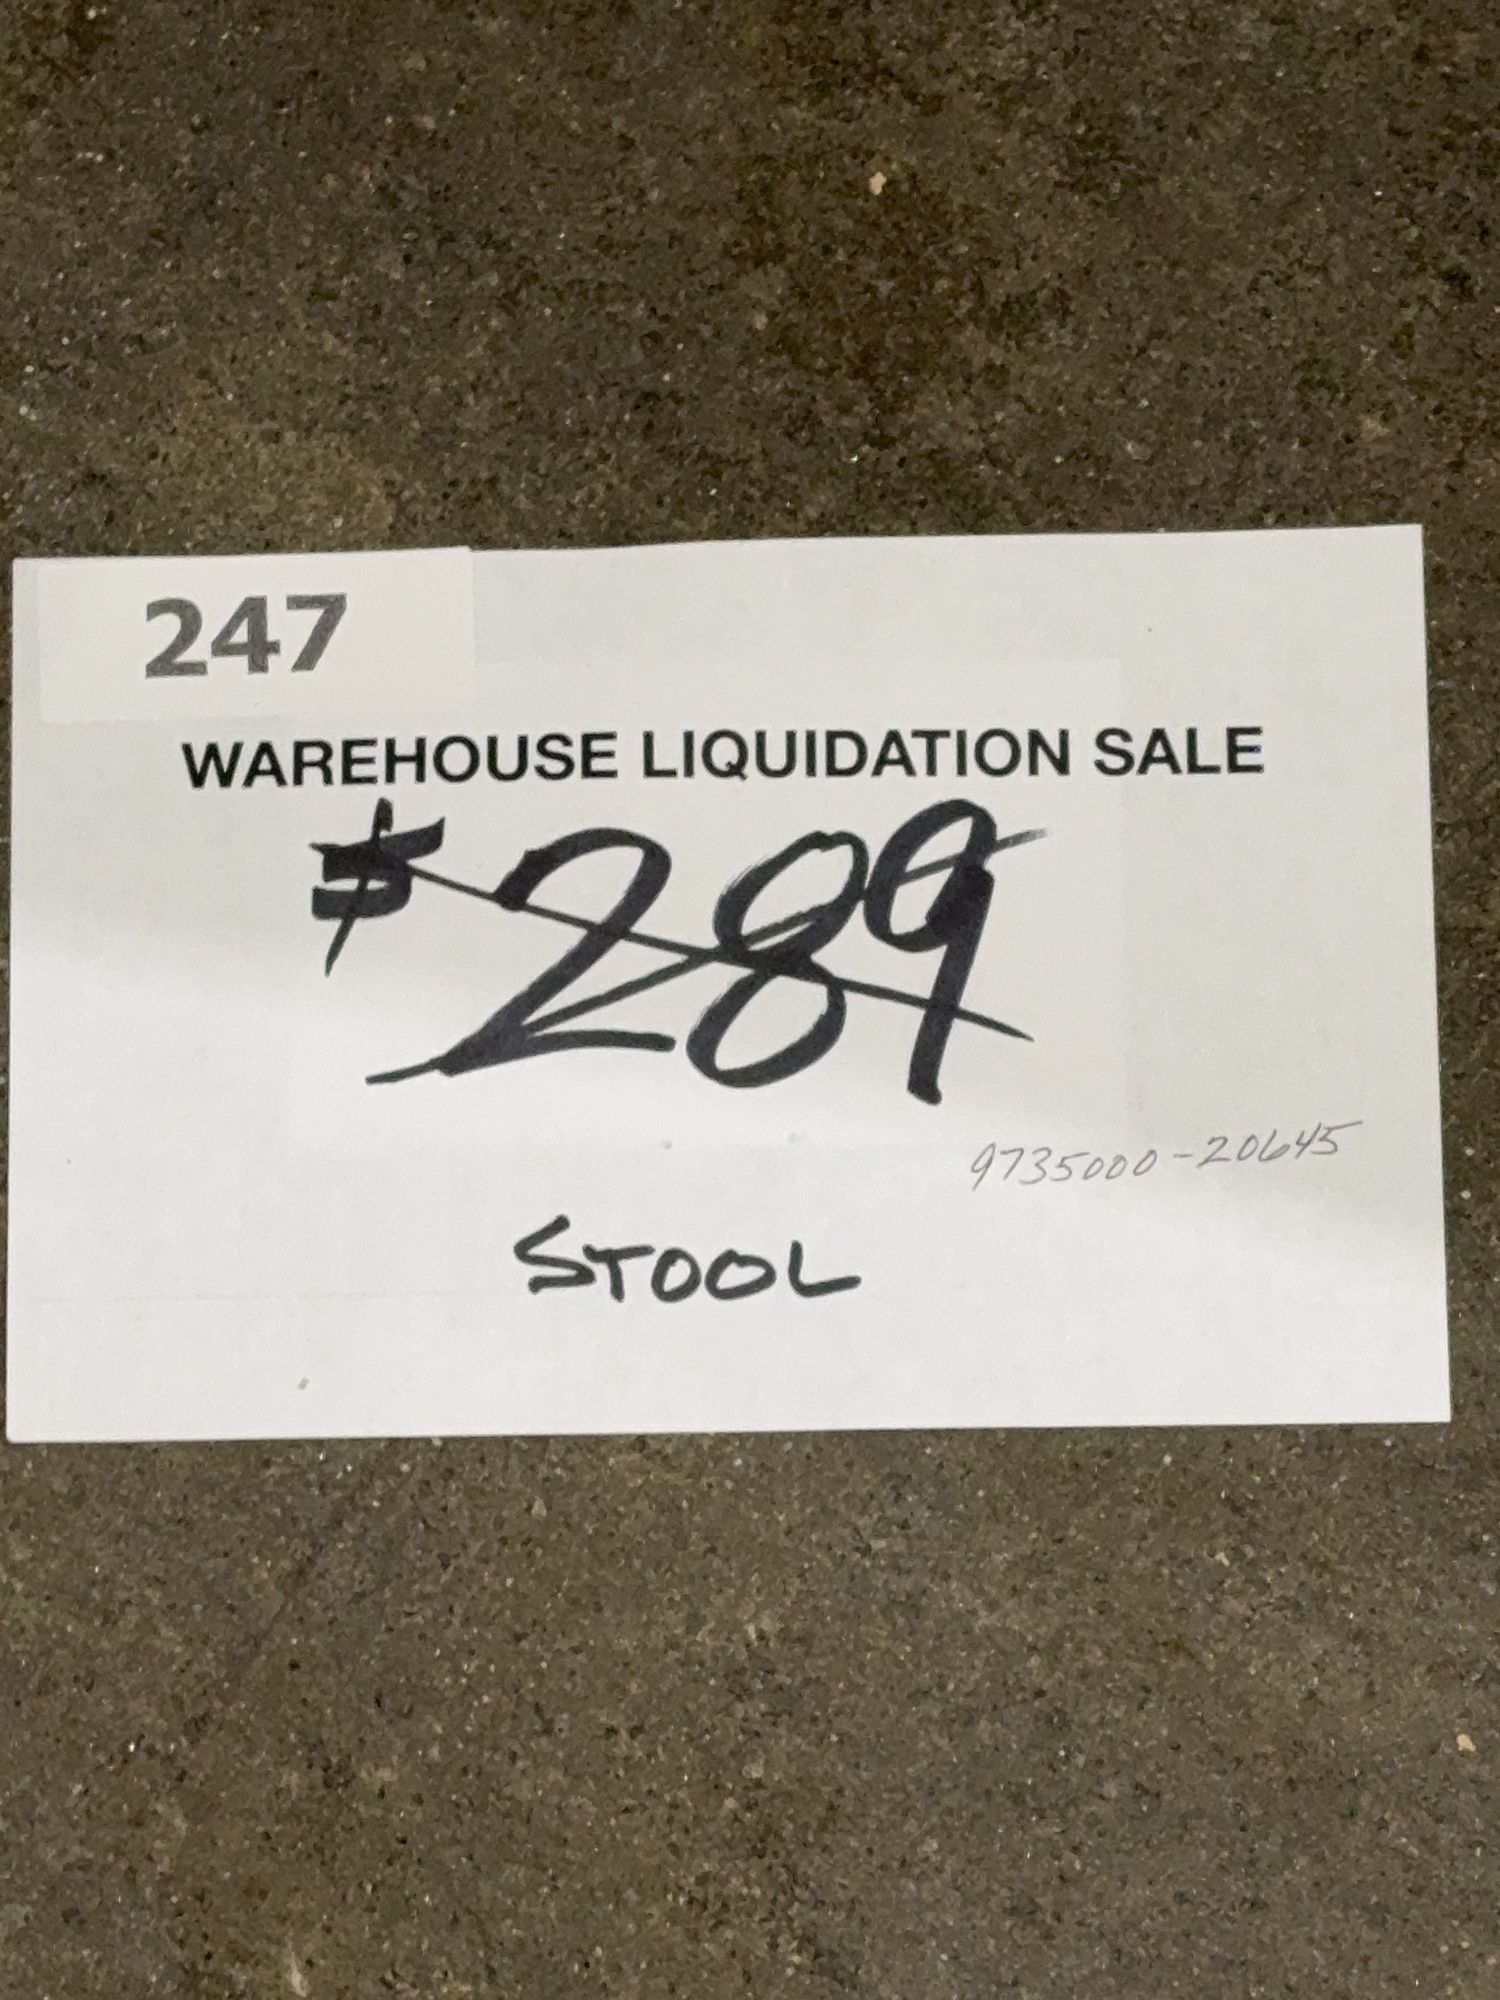 247
WAREHOUSE LIQUIDATION SALE
$289
9735000-20645
STOOL